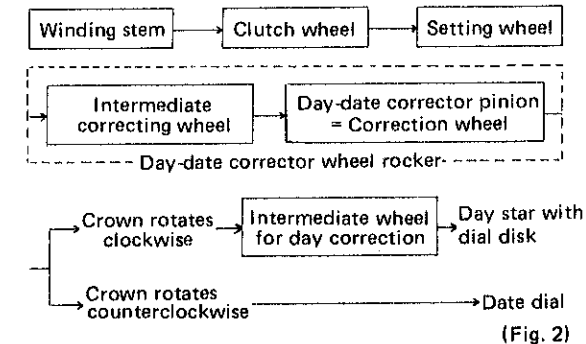 Winding stem
Clutch wheel
Setting wheel
Intermediate
correcting wheel
Day-date corrector pinion
= Correction wheel
Day-date corrector wheel rocker
Crown rotates
clockwise
Intermediate wheel
for day correction
Day star with
dial disk
Crown rotates
counterclockwise
Date dial
(Fig. 2)